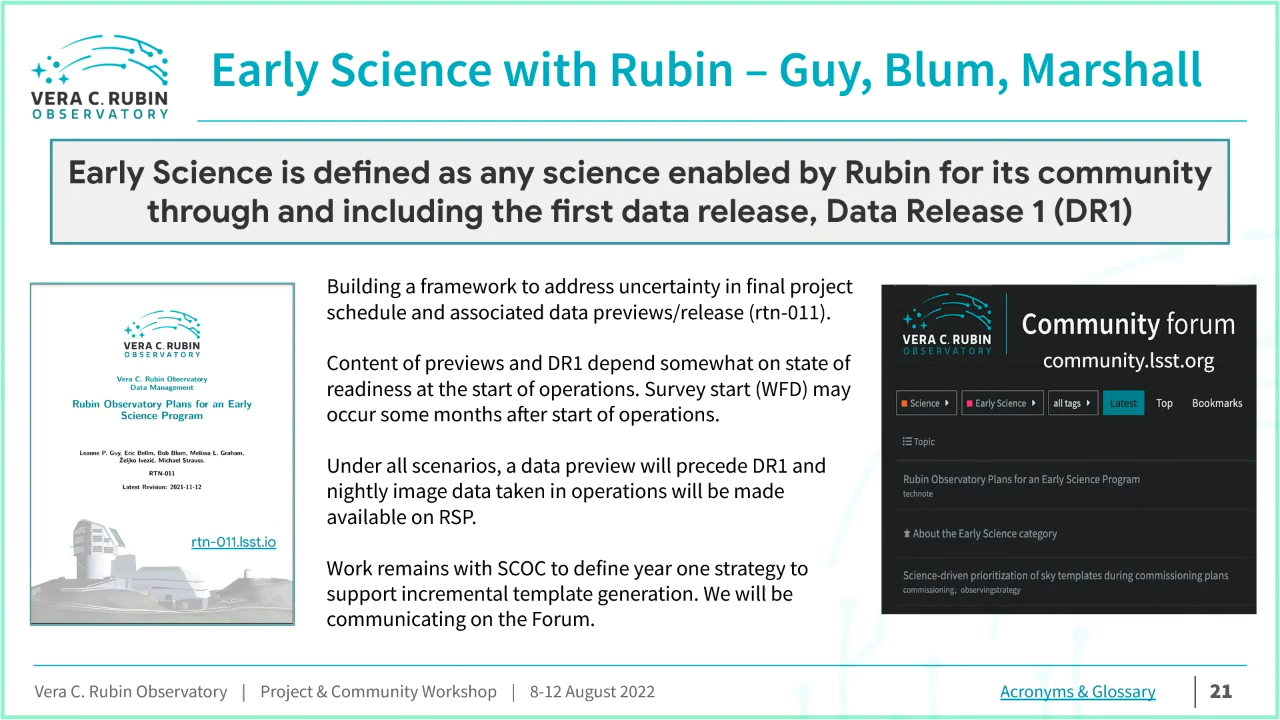 VERA C. RUBIN
OBSERVATORY
Early Science with Rubin – Guy, Blum, Marshall
Early Science is defined as any science enabled by Rubin for its community
through and including the first data release, Data Release 1 (DR1)
VERA C. RUBIN
OBSERVATORY
Vera C. Rubin Observatory
Data Management
Rubin Observatory Plans for an Early
Science Program
Leanne P. Guy, Eric Bellm, Bob Blum, Melissa L. Graham,
Željko Ivezić, Michael Strauss.
RTN-011
Latest Revision: 2021-11-12
rtn-011.lsst.io
Building a framework to address uncertainty in final project
schedule and associated data previews/release (rtn-011).
Content of previews and DR1 depend somewhat on state of
readiness at the start of operations. Survey start (WFD) may
occur some months after start of operations.
Under all scenarios, a data preview will precede DR1 and
nightly image data taken in operations will be made
available on RSP.
Work remains with SCOC to define year one strategy to
support incremental template generation. We will be
communicating on the Forum.
VERA C. RUBIN
OBSERVATORY
Community forum
community.lsst.org
Science Early Science all tags Latest Top Bookmarks
Topic
Rubin Observatory Plans for an Early Science Program
technote
About the Early Science category
Science-driven prioritization of sky templates during commissioning plans
commissioning, observingstrategy
Vera C. Rubin Observatory | Project & Community Workshop | 8-12 August 2022
Acronyms & Glossary
21